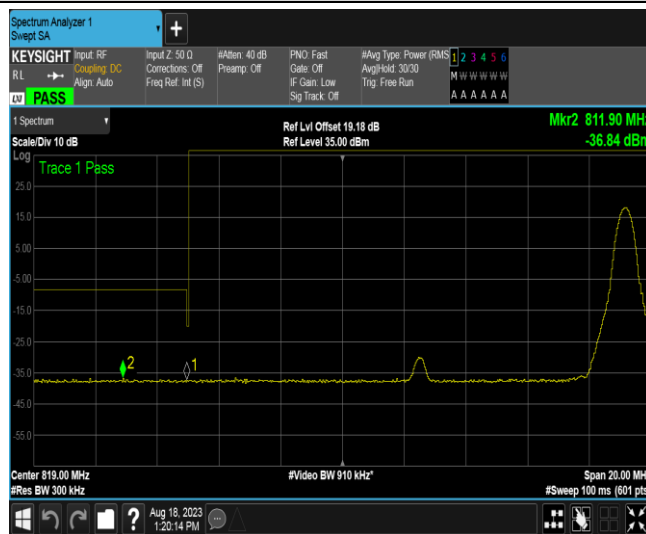 Spectrum Analyzer 1
Swept SA
KEYSIGHT Input: RF Input Z: 50 Ω #Atten: 40 dB PNO: Fast #Avg Type: Power (RMS 1 2 3 4 5 6
RL Coupling: DC Corrections: Off Preamp: Off Gate: Off Avg|Hold: 30/30 M W W W W W
Align: Auto Freq Ref: Int (S) IF Gain: Low Trig: Free Run
LXI PASS Sig Track: Off A A A A A A
1 Spectrum Ref Lvl Offset 19.18 dB Mkr2 811.90 MHz
Scale/Div 10 dB Ref Level 35.00 dBm -36.84 dBm
Log
Trace 1 Pass
25.0
15.0
5.00
-5.00
-15.0
-25.0
2 1
-35.0
-45.0
-55.0
Center 819.00 MHz #Video BW 910 kHz* Span 20.00 MHz
#Res BW 300 kHz #Sweep 100 ms (601 pts
? Aug 18, 2023
1:20:14 PM